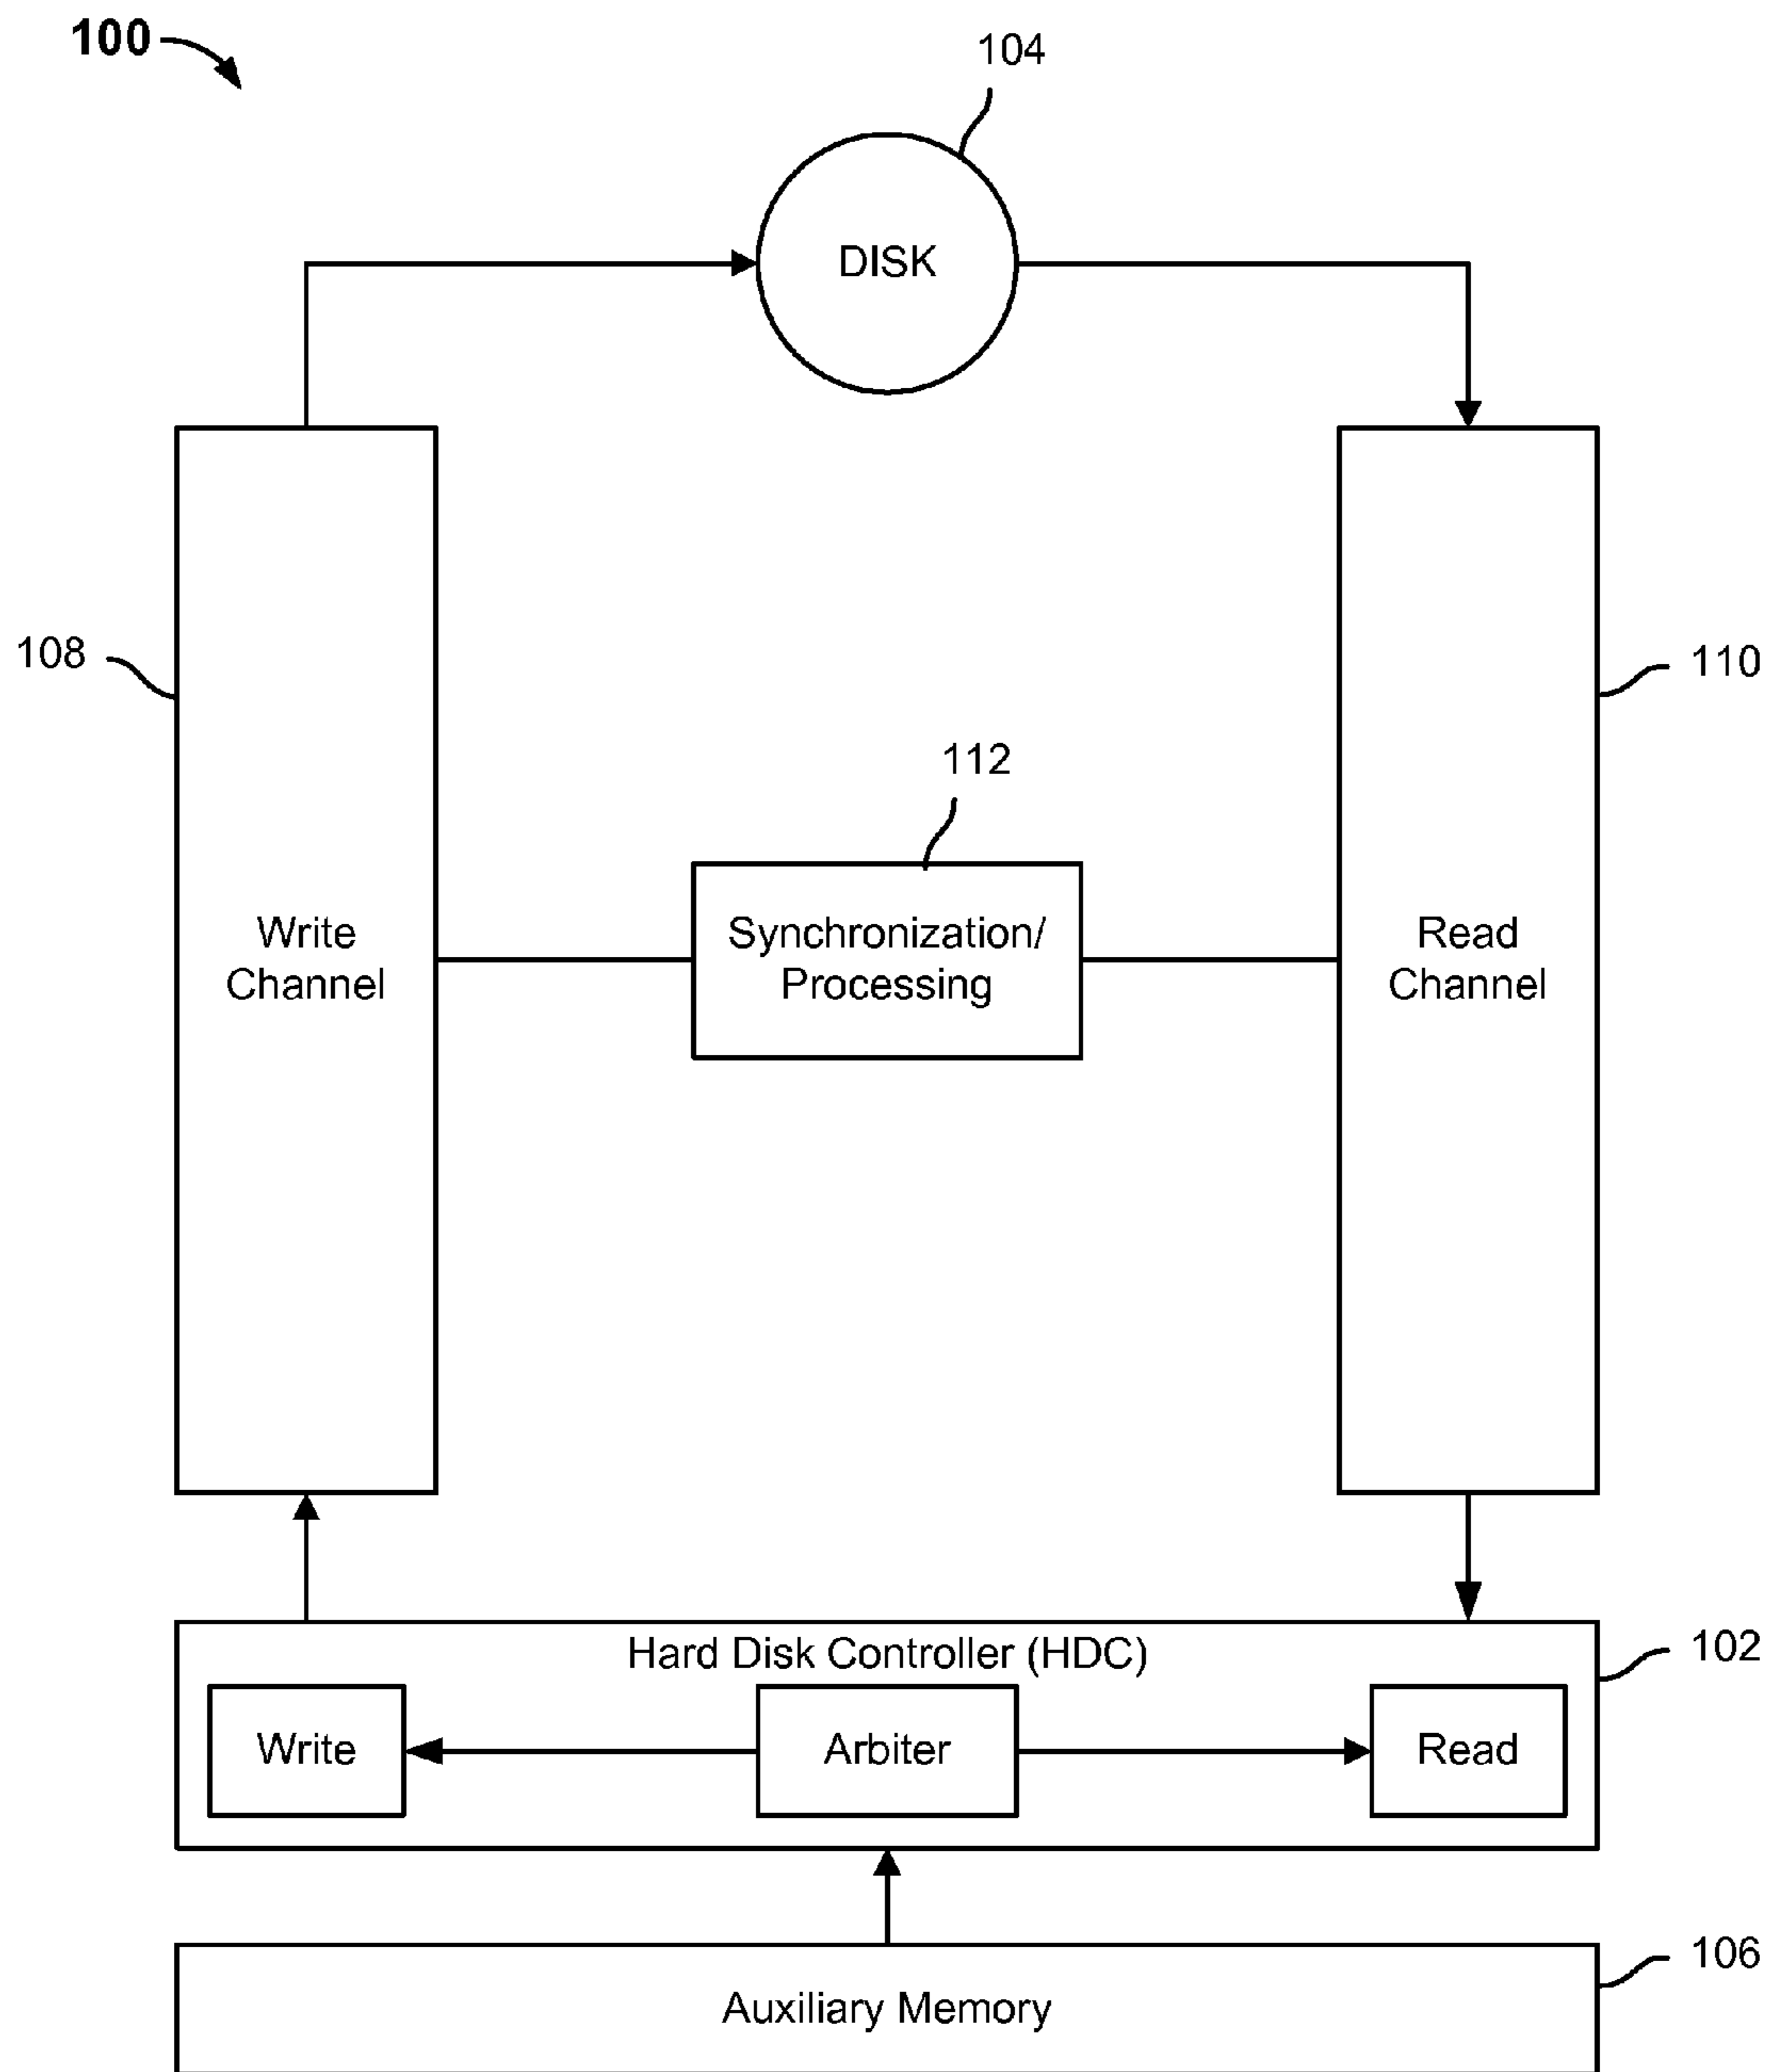 100
104
DISK
108
110
112
Write
Channel
Synchronization/
Processing
Read
Channel
Hard Disk Controller (HDC)
102
Write
Arbiter
Read
106
Auxiliary Memory